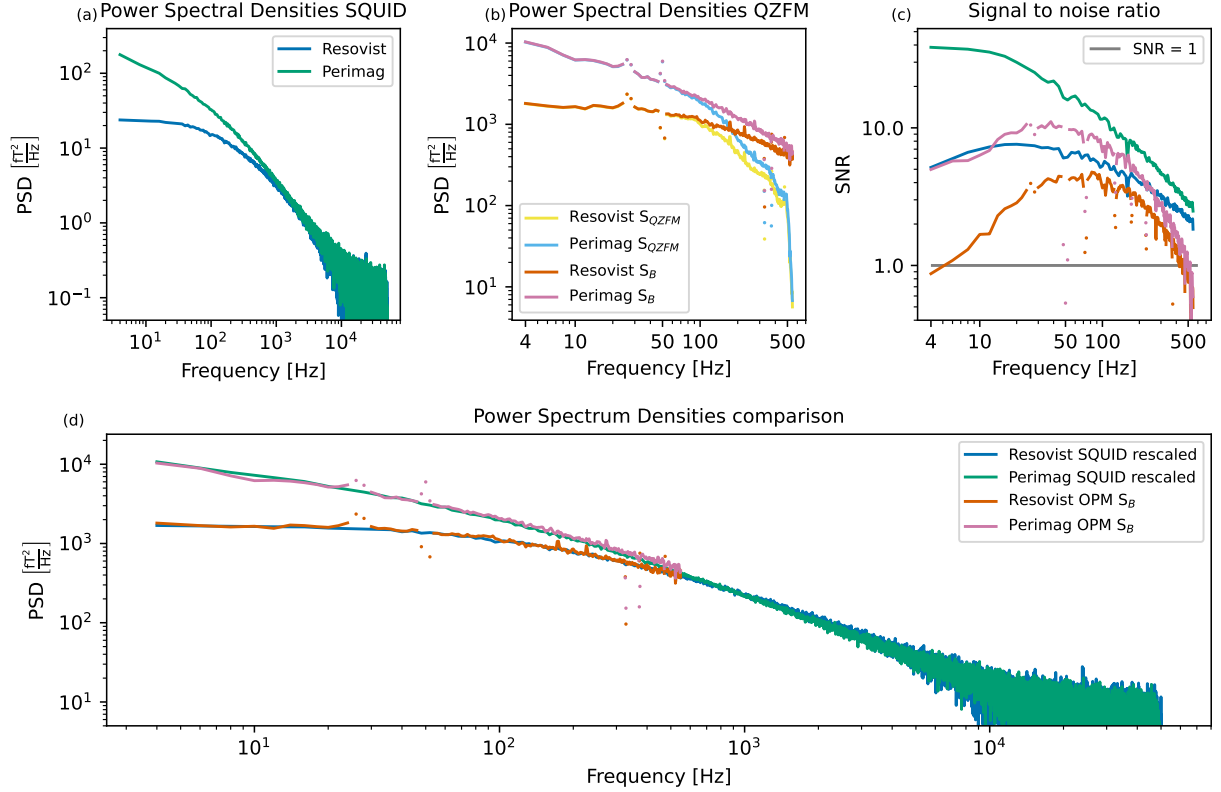 (a)
Power Spectral Densities SQUID
PSD [fT²/Hz]
10²
10¹
10⁰
10⁻¹
Resovist
Perimag
10¹ 10² 10³ 10⁴
Frequency [Hz]
(b)
Power Spectral Densities QZFM
PSD [fT²/Hz]
10⁴
10³
10²
10¹
Resovist S_QZFM
Perimag S_QZFM
Resovist S_B
Perimag S_B
4 10 50 100 500
Frequency [Hz]
(c)
Signal to noise ratio
SNR
10.0
1.0
SNR = 1
4 10 50 100 500
Frequency [Hz]
(d)
Power Spectrum Densities comparison
PSD [fT²/Hz]
10⁴
10³
10²
10¹
Resovist SQUID rescaled
Perimag SQUID rescaled
Resovist OPM S_B
Perimag OPM S_B
10¹ 10² 10³ 10⁴
Frequency [Hz]